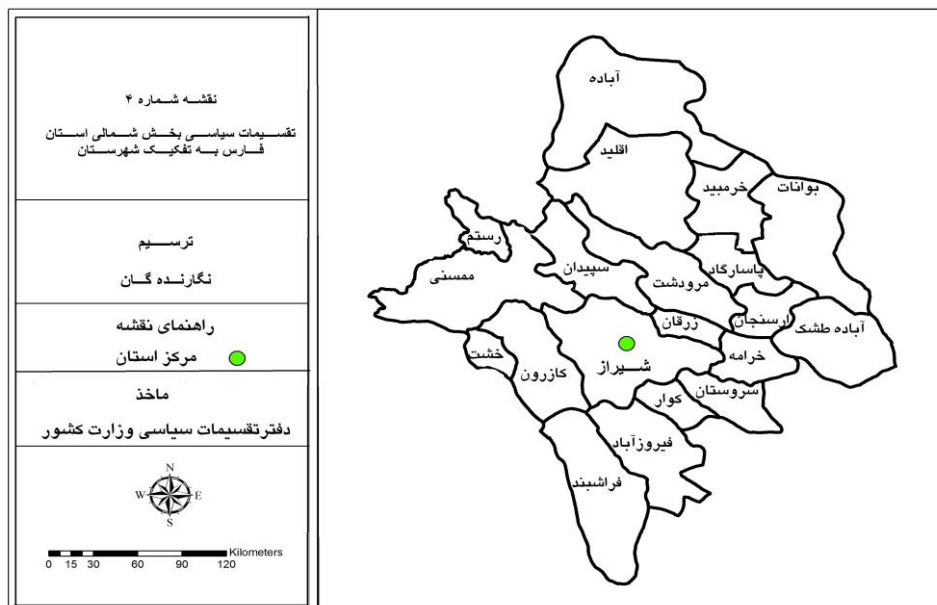 نقشه شماره ۴
تقسیمات سیاسی بخش شمالی استان
فارس به تفکیک شهرستان
ترسیم
نگارنده گان
راهنمای نقشه
مرکز استان
ماخذ
دفترتقسیمات سیاسی وزارت کشور
N
W E
S
Kilometers
0 15 30 60 90 120
آباده
اقلید
خرمبید
بوانات
رستم
ممسنی
سپیدان
مرودشت
پاسارگاد
زرقان
ارسنجان
آباده طشک
خرامه
شیراز
خشت
کازرون
کوار
سروستان
فیروزآباد
فراشبند